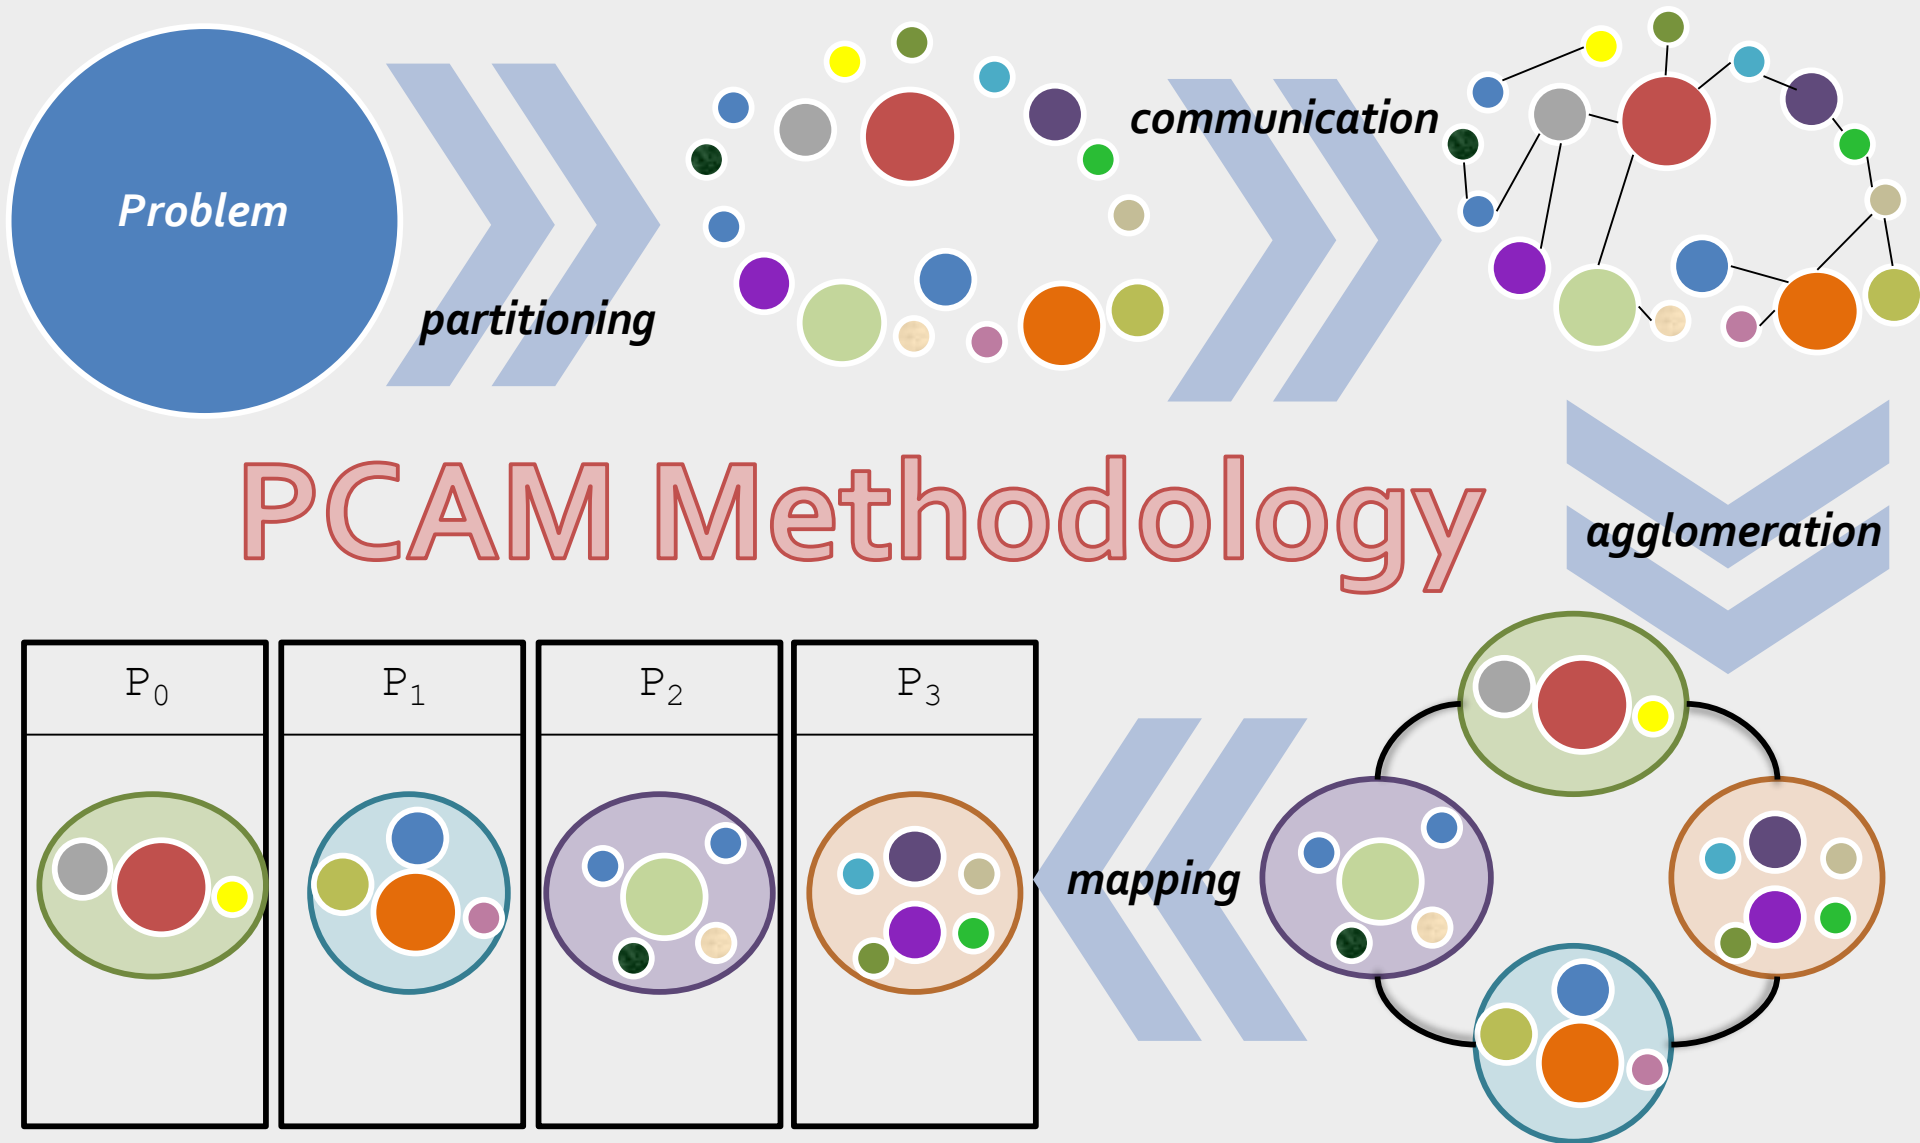 Problem
partitioning
communication
PCAM Methodology
agglomeration
P₀
P₁
P₂
P₃
mapping